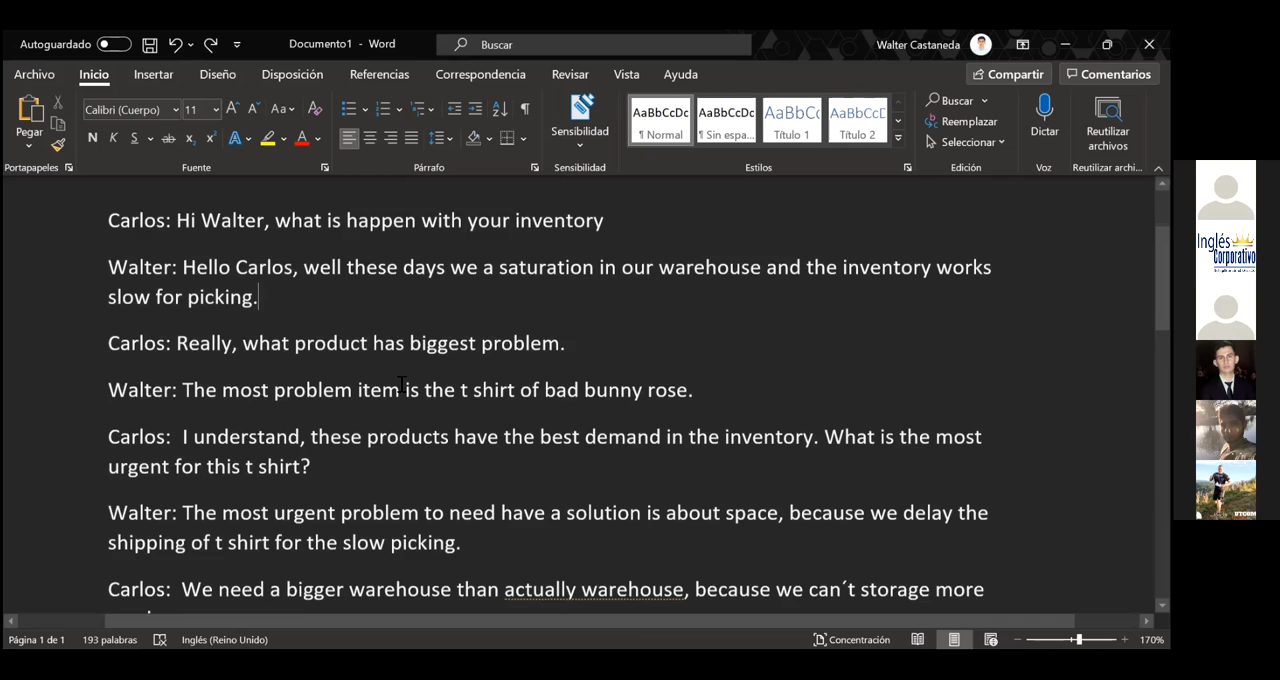 Autoguardado
Documento1 - Word
Buscar
Walter Castaneda
Archivo Inicio Insertar Diseño Disposición Referencias Correspondencia Revisar Vista Ayuda
Compartir Comentarios
Calibri (Cuerpo) 11
AaBbCcDc AaBbCcDc AaBbCc AaBbCcD
¶ Normal ¶ Sin espa... Título 1 Título 2
Pegar
N K S
Sensibilidad
Buscar
Reemplazar
Seleccionar
Dictar
Reutilizar
archivos
Portapapeles Fuente Párrafo Sensibilidad Estilos Edición Voz Reutilizar archi...
Carlos: Hi Walter, what is happen with your inventory
Walter: Hello Carlos, well these days we a saturation in our warehouse and the inventory works
slow for picking.
Carlos: Really, what product has biggest problem.
Walter: The most problem item is the t shirt of bad bunny rose.
Carlos:  I understand, these products have the best demand in the inventory. What is the most
urgent for this t shirt?
Walter: The most urgent problem to need have a solution is about space, because we delay the
shipping of t shirt for the slow picking.
Carlos:  We need a bigger warehouse than actually warehouse, because we can´t storage more
Inglés
Corporativo
UTCOM
Página 1 de 1 193 palabras Inglés (Reino Unido) Concentración 170%